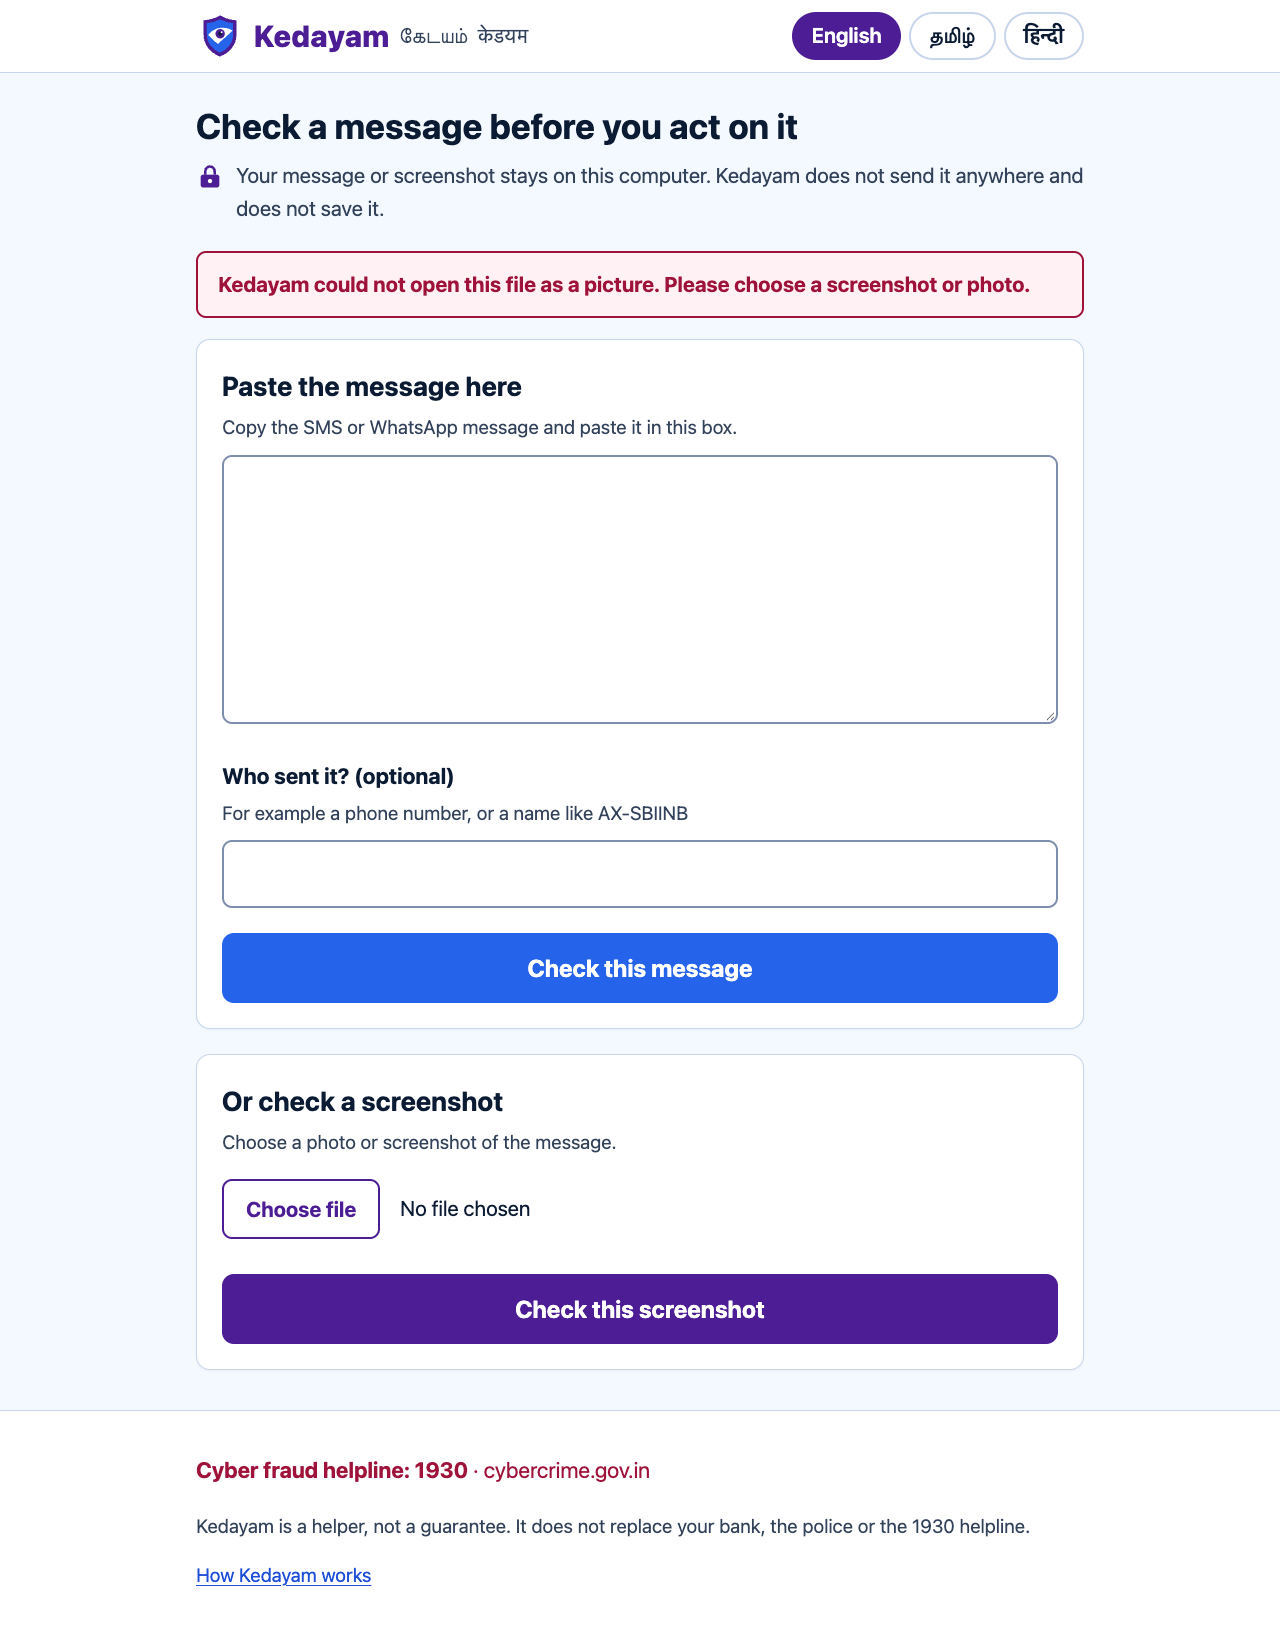 Kedayam கேடயம் केडयम
English தமிழ் हिन्दी
Check a message before you act on it
Your message or screenshot stays on this computer. Kedayam does not send it anywhere and
does not save it.
Kedayam could not open this file as a picture. Please choose a screenshot or photo.
Paste the message here
Copy the SMS or WhatsApp message and paste it in this box.
Who sent it? (optional)
For example a phone number, or a name like AX-SBIINB
Check this message
Or check a screenshot
Choose a photo or screenshot of the message.
Choose file No file chosen
Check this screenshot
Cyber fraud helpline: 1930 · cybercrime.gov.in
Kedayam is a helper, not a guarantee. It does not replace your bank, the police or the 1930 helpline.
How Kedayam works